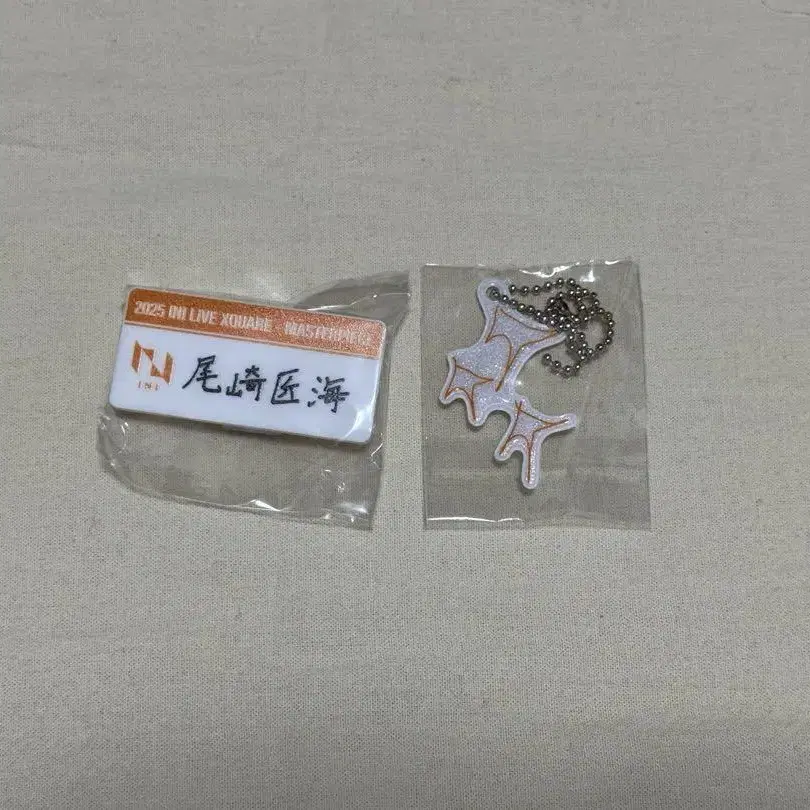 2025 INI LIVE XQUARE - MASTERPIECE
INI
尾崎匠海